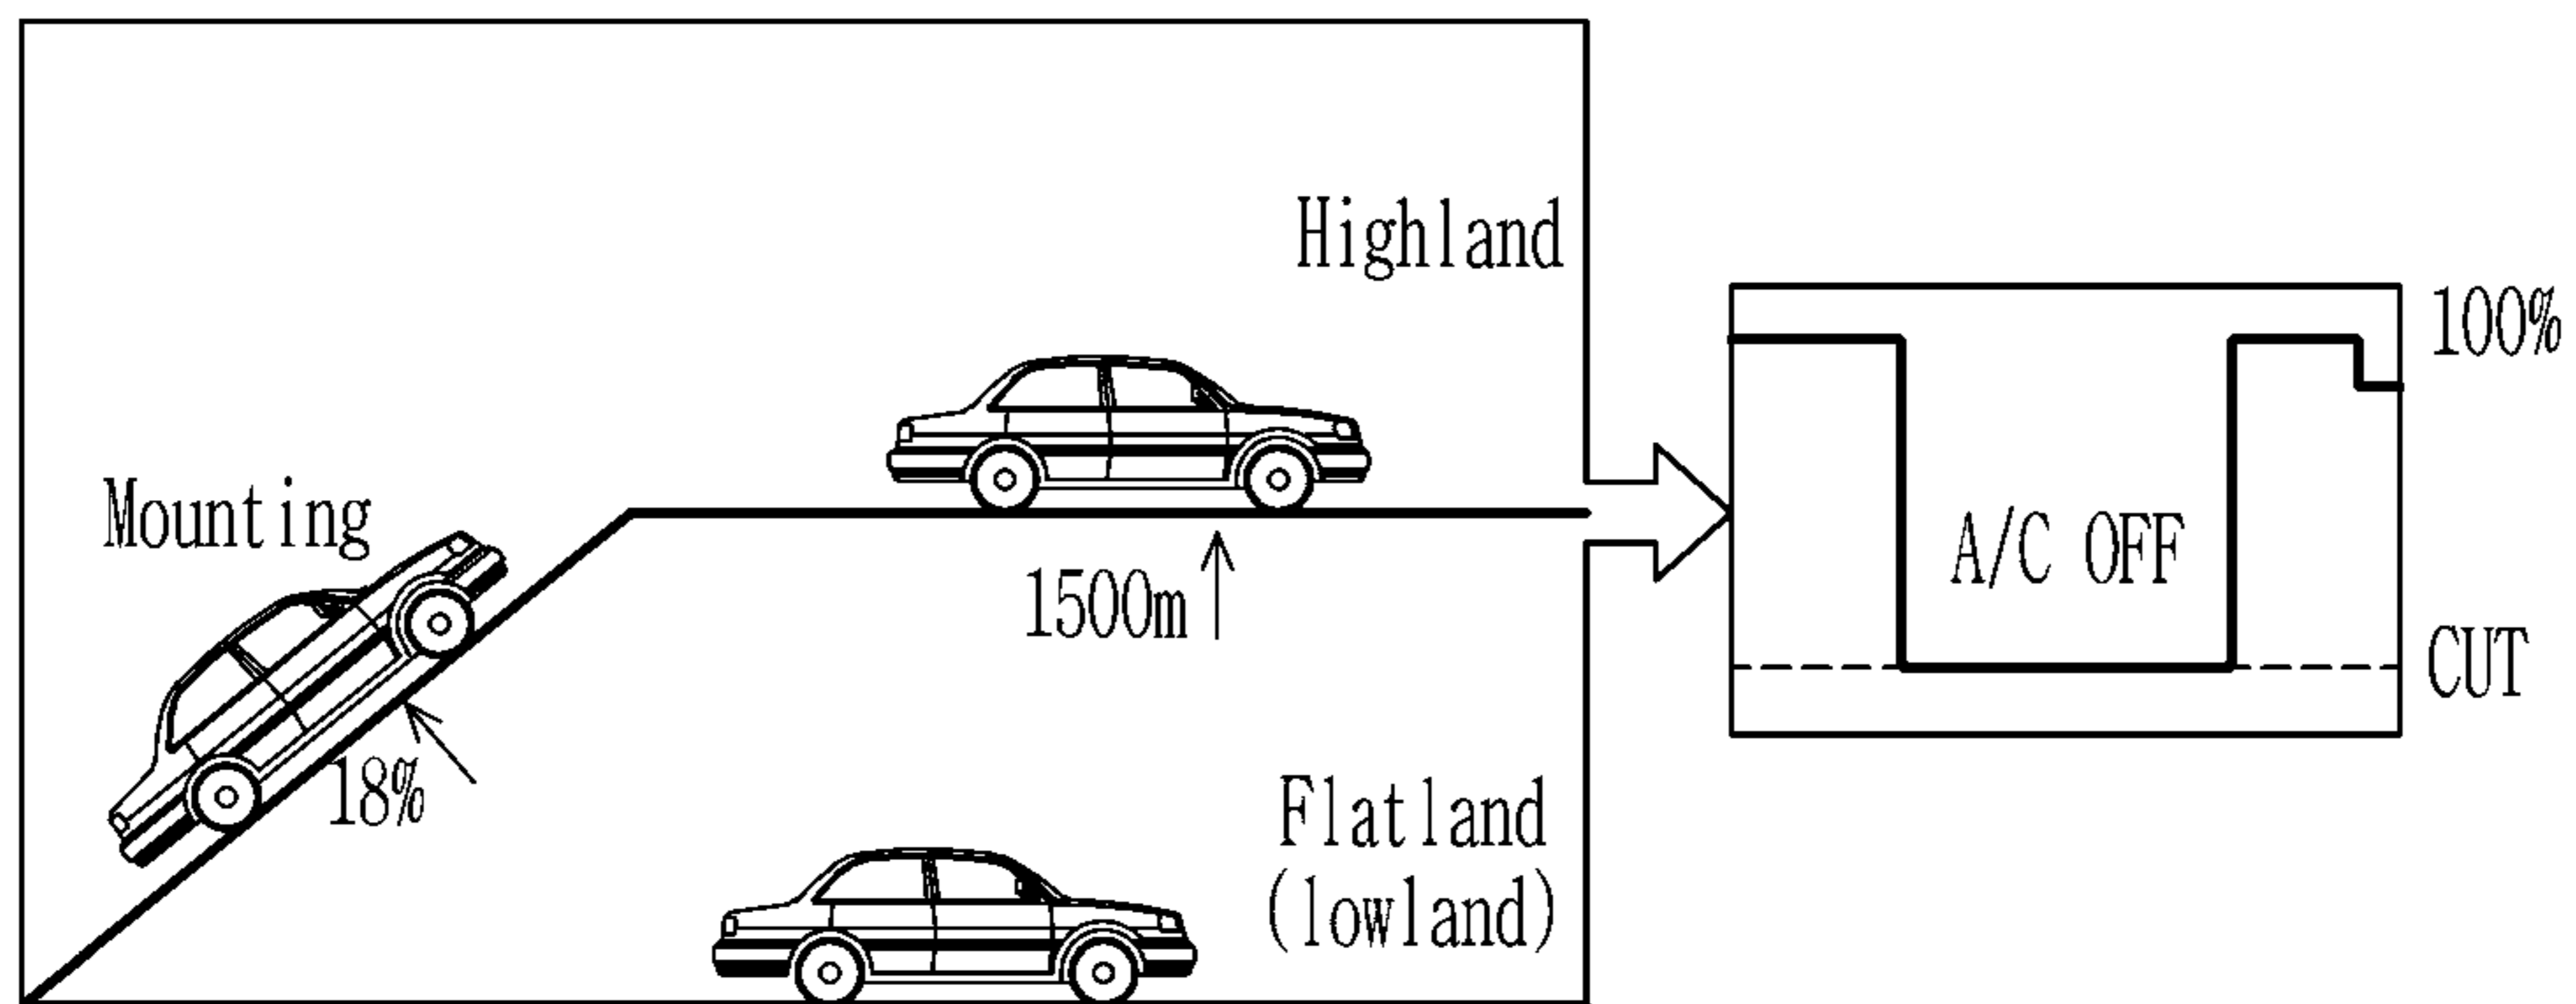 Highland
100%
Mounting
A/C OFF
1500m
CUT
18%
Flatland
(lowland)